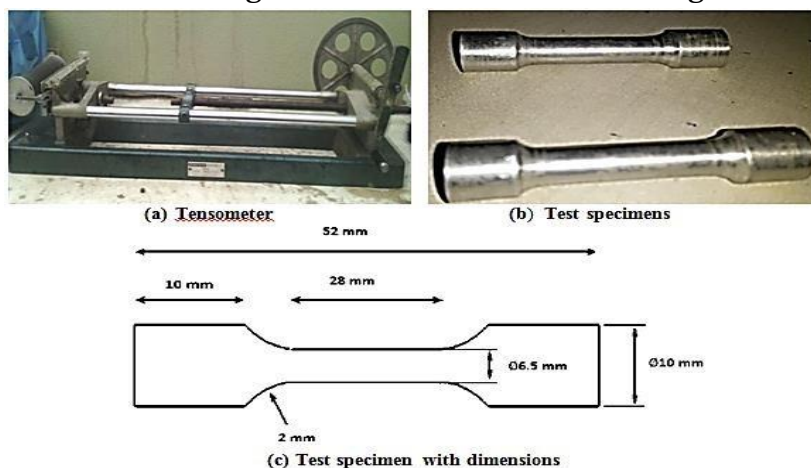 (a) Tensometer
(b) Test specimens
52 mm
10 mm
28 mm
Ø6.5 mm
Ø10 mm
2 mm
(c) Test specimen with dimensions